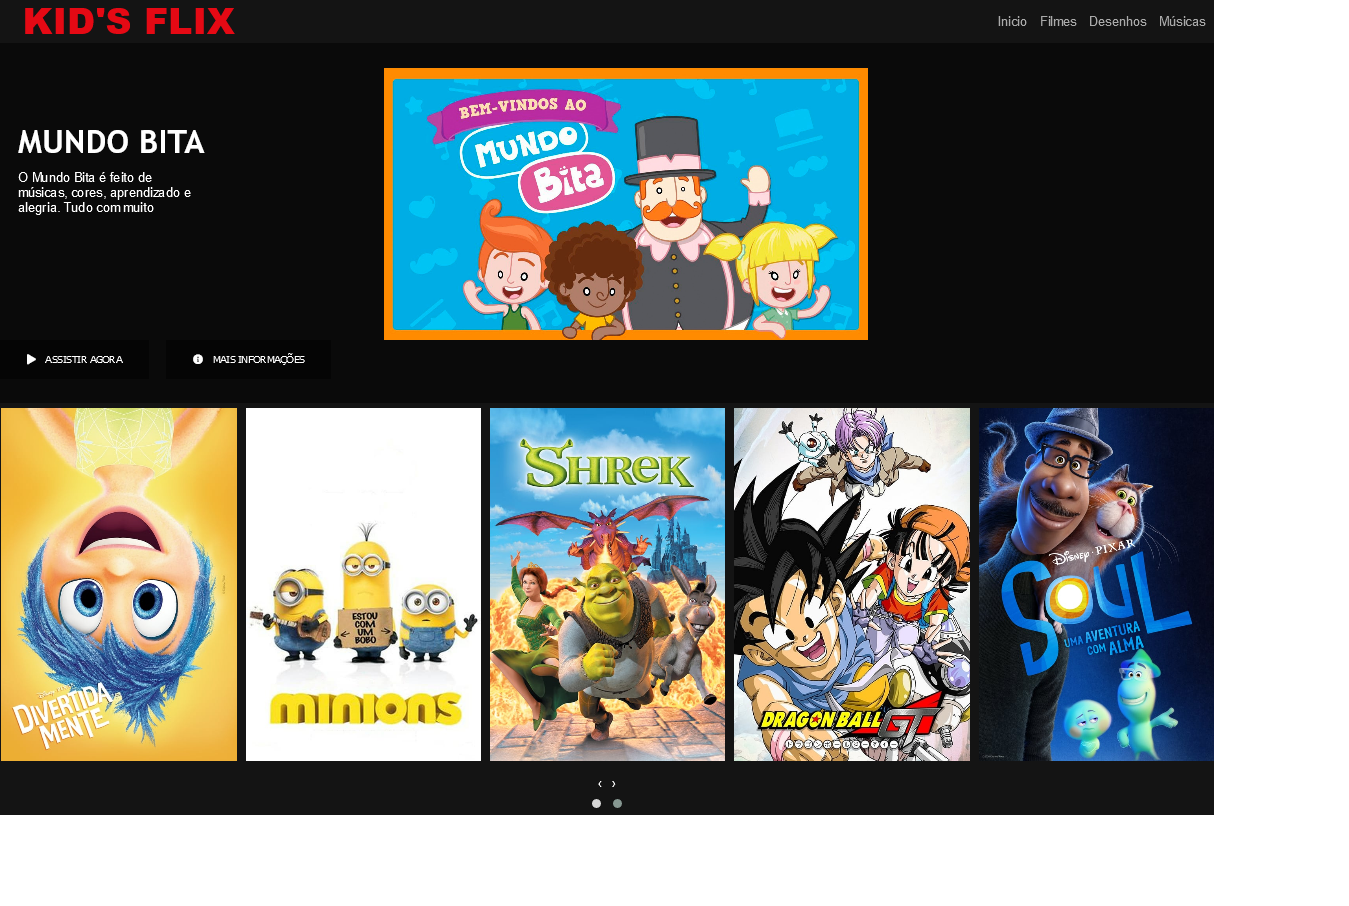 KID'S FLIX
Inicio Filmes Desenhos Músicas
BEM-VINDOS AO
MUNDO
Bita
MUNDO BITA
O Mundo Bita é feito de
músicas, cores, aprendizado e
alegria. Tudo com muito
ASSISTIR AGORA
MAIS INFORMAÇÕES
DIVERTIDA
MENTE
ESTOU
COM
UM
BOBO
minions
SHREK
DRAGON BALL
GT
DISNEY · PIXAR
SOUL
UMA AVENTURA
COM ALMA
‹ ›